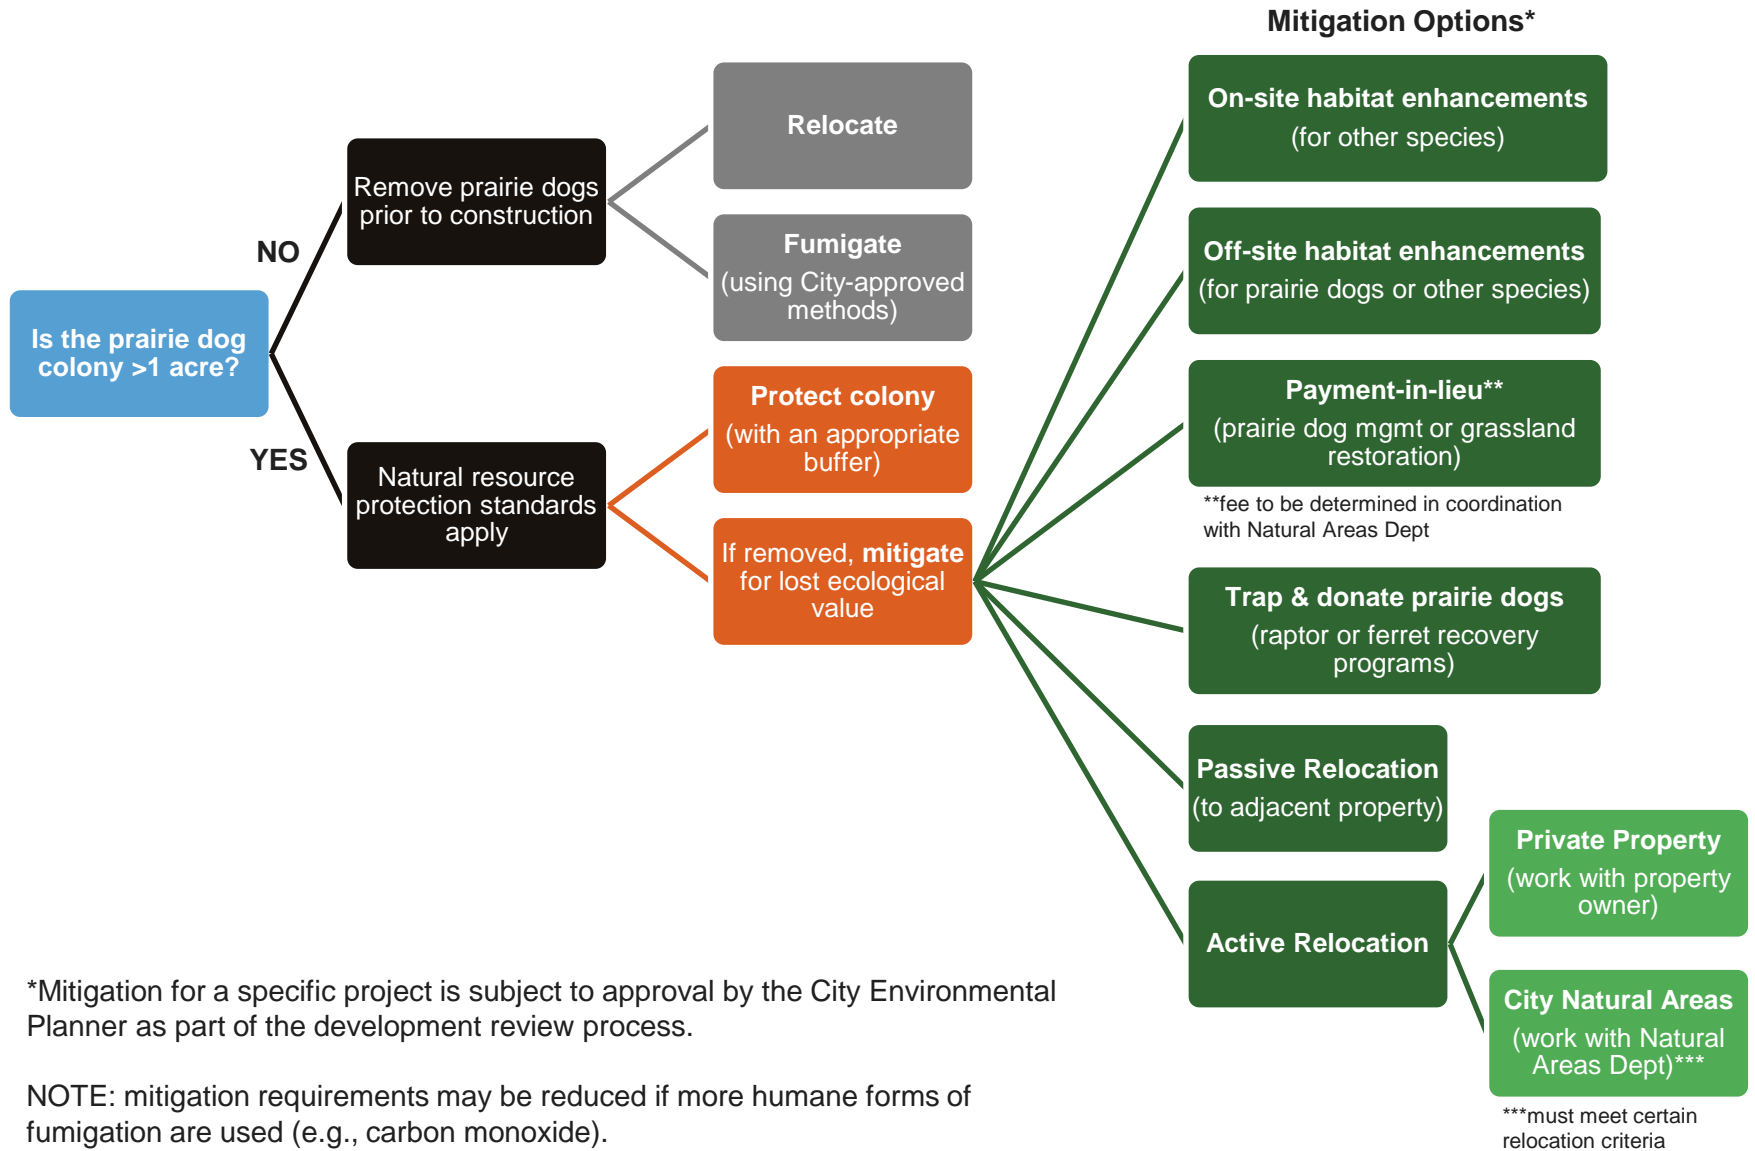 Mitigation Options*
Is the prairie dog
colony >1 acre?
NO
YES
Remove prairie dogs
prior to construction
Natural resource
protection standards
apply
Relocate
Fumigate
(using City-approved
methods)
Protect colony
(with an appropriate
buffer)
If removed, mitigate
for lost ecological
value
On-site habitat enhancements
(for other species)
Off-site habitat enhancements
(for prairie dogs or other species)
Payment-in-lieu**
(prairie dog mgmt or grassland
restoration)
**fee to be determined in coordination
with Natural Areas Dept
Trap & donate prairie dogs
(raptor or ferret recovery
programs)
Passive Relocation
(to adjacent property)
Active Relocation
Private Property
(work with property
owner)
City Natural Areas
(work with Natural
Areas Dept)***
***must meet certain
relocation criteria
*Mitigation for a specific project is subject to approval by the City Environmental
Planner as part of the development review process.
NOTE: mitigation requirements may be reduced if more humane forms of
fumigation are used (e.g., carbon monoxide).